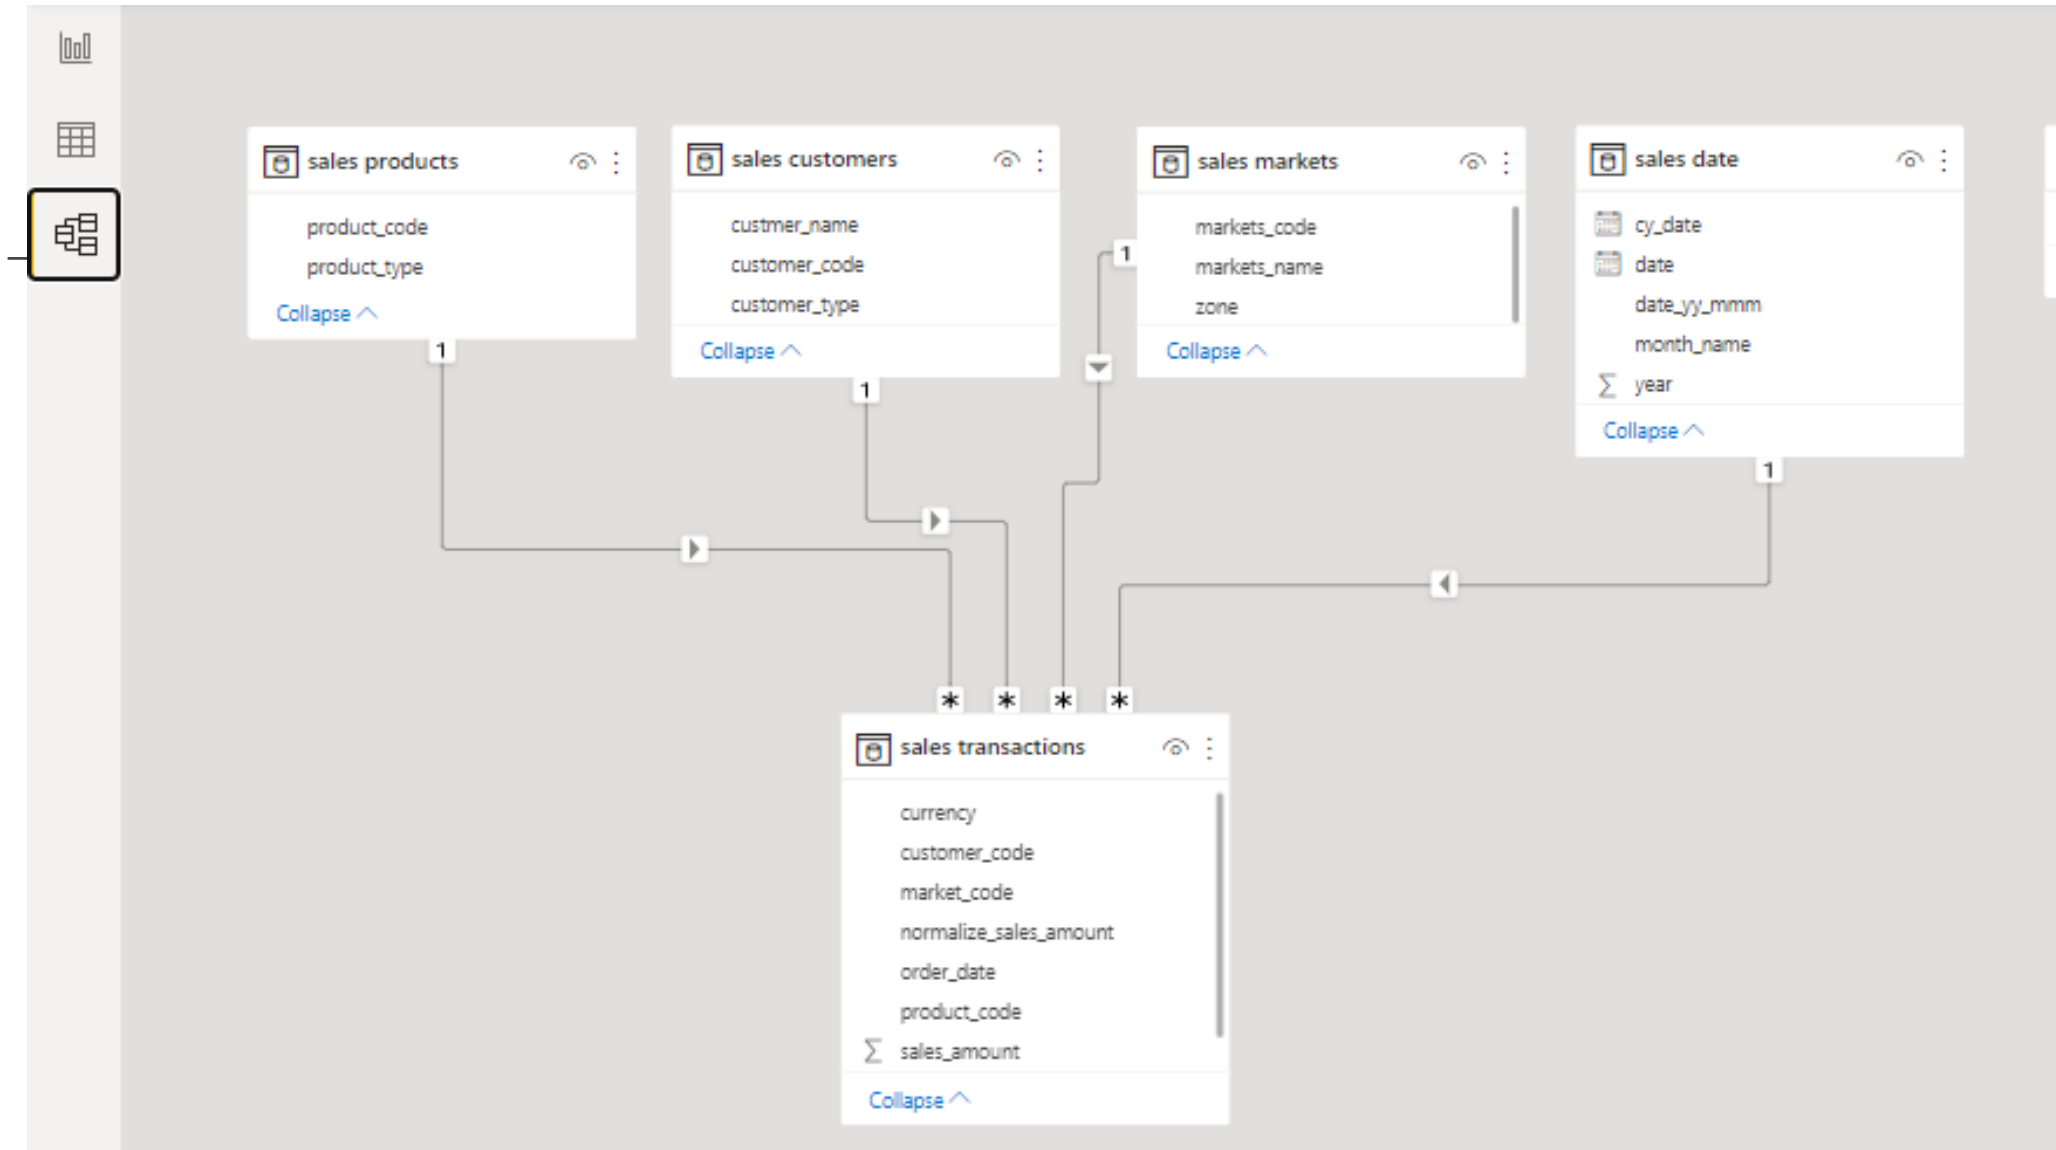 sales products
product_code
product_type
Collapse
1
sales customers
custmer_name
customer_code
customer_type
Collapse
1
sales markets
markets_code
markets_name
zone
Collapse
1
sales date
cy_date
date
date_yy_mmm
month_name
Σ year
Collapse
1
* * * *
sales transactions
currency
customer_code
market_code
normalize_sales_amount
order_date
product_code
Σ sales_amount
Collapse